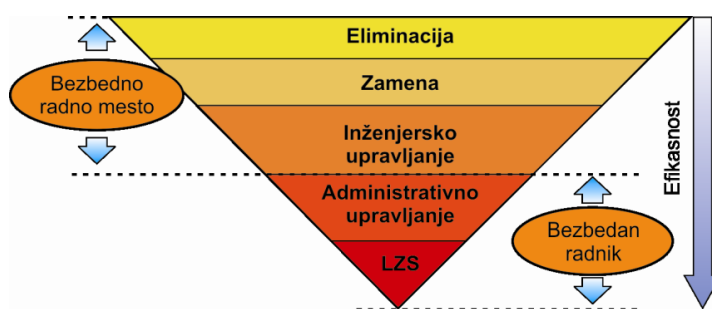 Eliminacija
Bezbedno
radno mesto
Zamena
Inženjersko
upravljanje
Efikasnost
Administrativno
upravljanje
Bezbedan
radnik
LZS